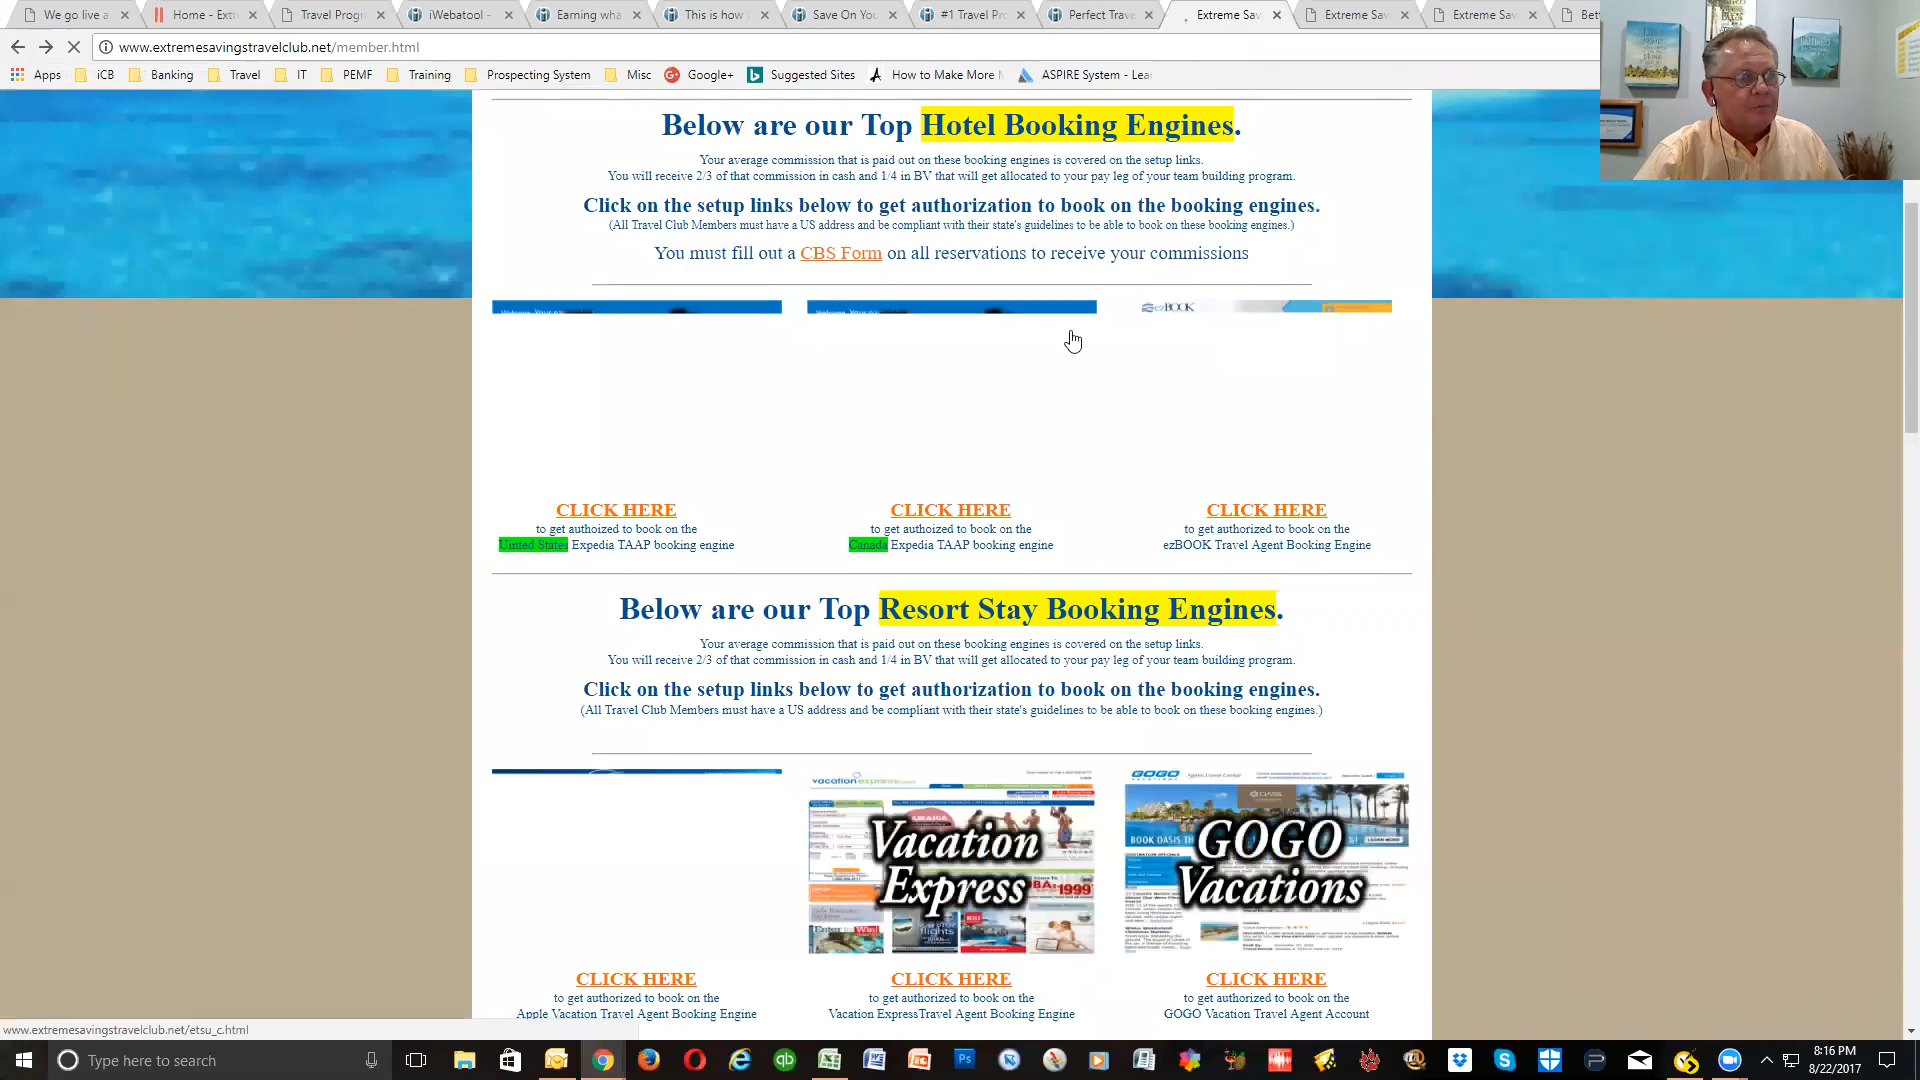 We go live a
Home - Extr
Travel Prog
iWebatool -
Earning wha
This is how
Save On You
#1 Travel Pr
Perfect Trave
Extreme Sav
Extreme Sav
Extreme Sav
Bet
www.extremesavingstravelclub.net/member.html
Apps
iCB
Banking
Travel
IT
PEMF
Training
Prospecting System
Misc
Google+
Suggested Sites
How to Make More
ASPIRE System - Lea
Below are our Top Hotel Booking Engines.
Your average commission that is paid out on these booking engines is covered on the setup links.
You will receive 2/3 of that commission in cash and 1/4 in BV that will get allocated to your pay leg of your team building program.
Click on the setup links below to get authorization to book on the booking engines.
(All Travel Club Members must have a US address and be compliant with their state's guidelines to be able to book on these booking engines.)
You must fill out a CBS Form on all reservations to receive your commissions
ezBOOK
CLICK HERE
to get authoized to book on the
Uinted States Expedia TAAP booking engine
CLICK HERE
to get authoized to book on the
Canada Expedia TAAP booking engine
CLICK HERE
to get authorized to book on the
ezBOOK Travel Agent Booking Engine
Below are our Top Resort Stay Booking Engines.
Your average commission that is paid out on these booking engines is covered on the setup links.
You will receive 2/3 of that commission in cash and 1/4 in BV that will get allocated to your pay leg of your team building program.
Click on the setup links below to get authorization to book on the booking engines.
(All Travel Club Members must have a US address and be compliant with their state's guidelines to be able to book on these booking engines.)
vacationexpress.com
Vacation
Express
GOGO
VACATIONS
OASIS
GOGO
Vacations
CLICK HERE
to get authorized to book on the
Apple Vacation Travel Agent Booking Engine
CLICK HERE
to get authorized to book on the
Vacation ExpressTravel Agent Booking Engine
CLICK HERE
to get authorized to book on the
GOGO Vacation Travel Agent Account
www.extremesavingstravelclub.net/etsu_c.html
Type here to search
8:16 PM
8/22/2017